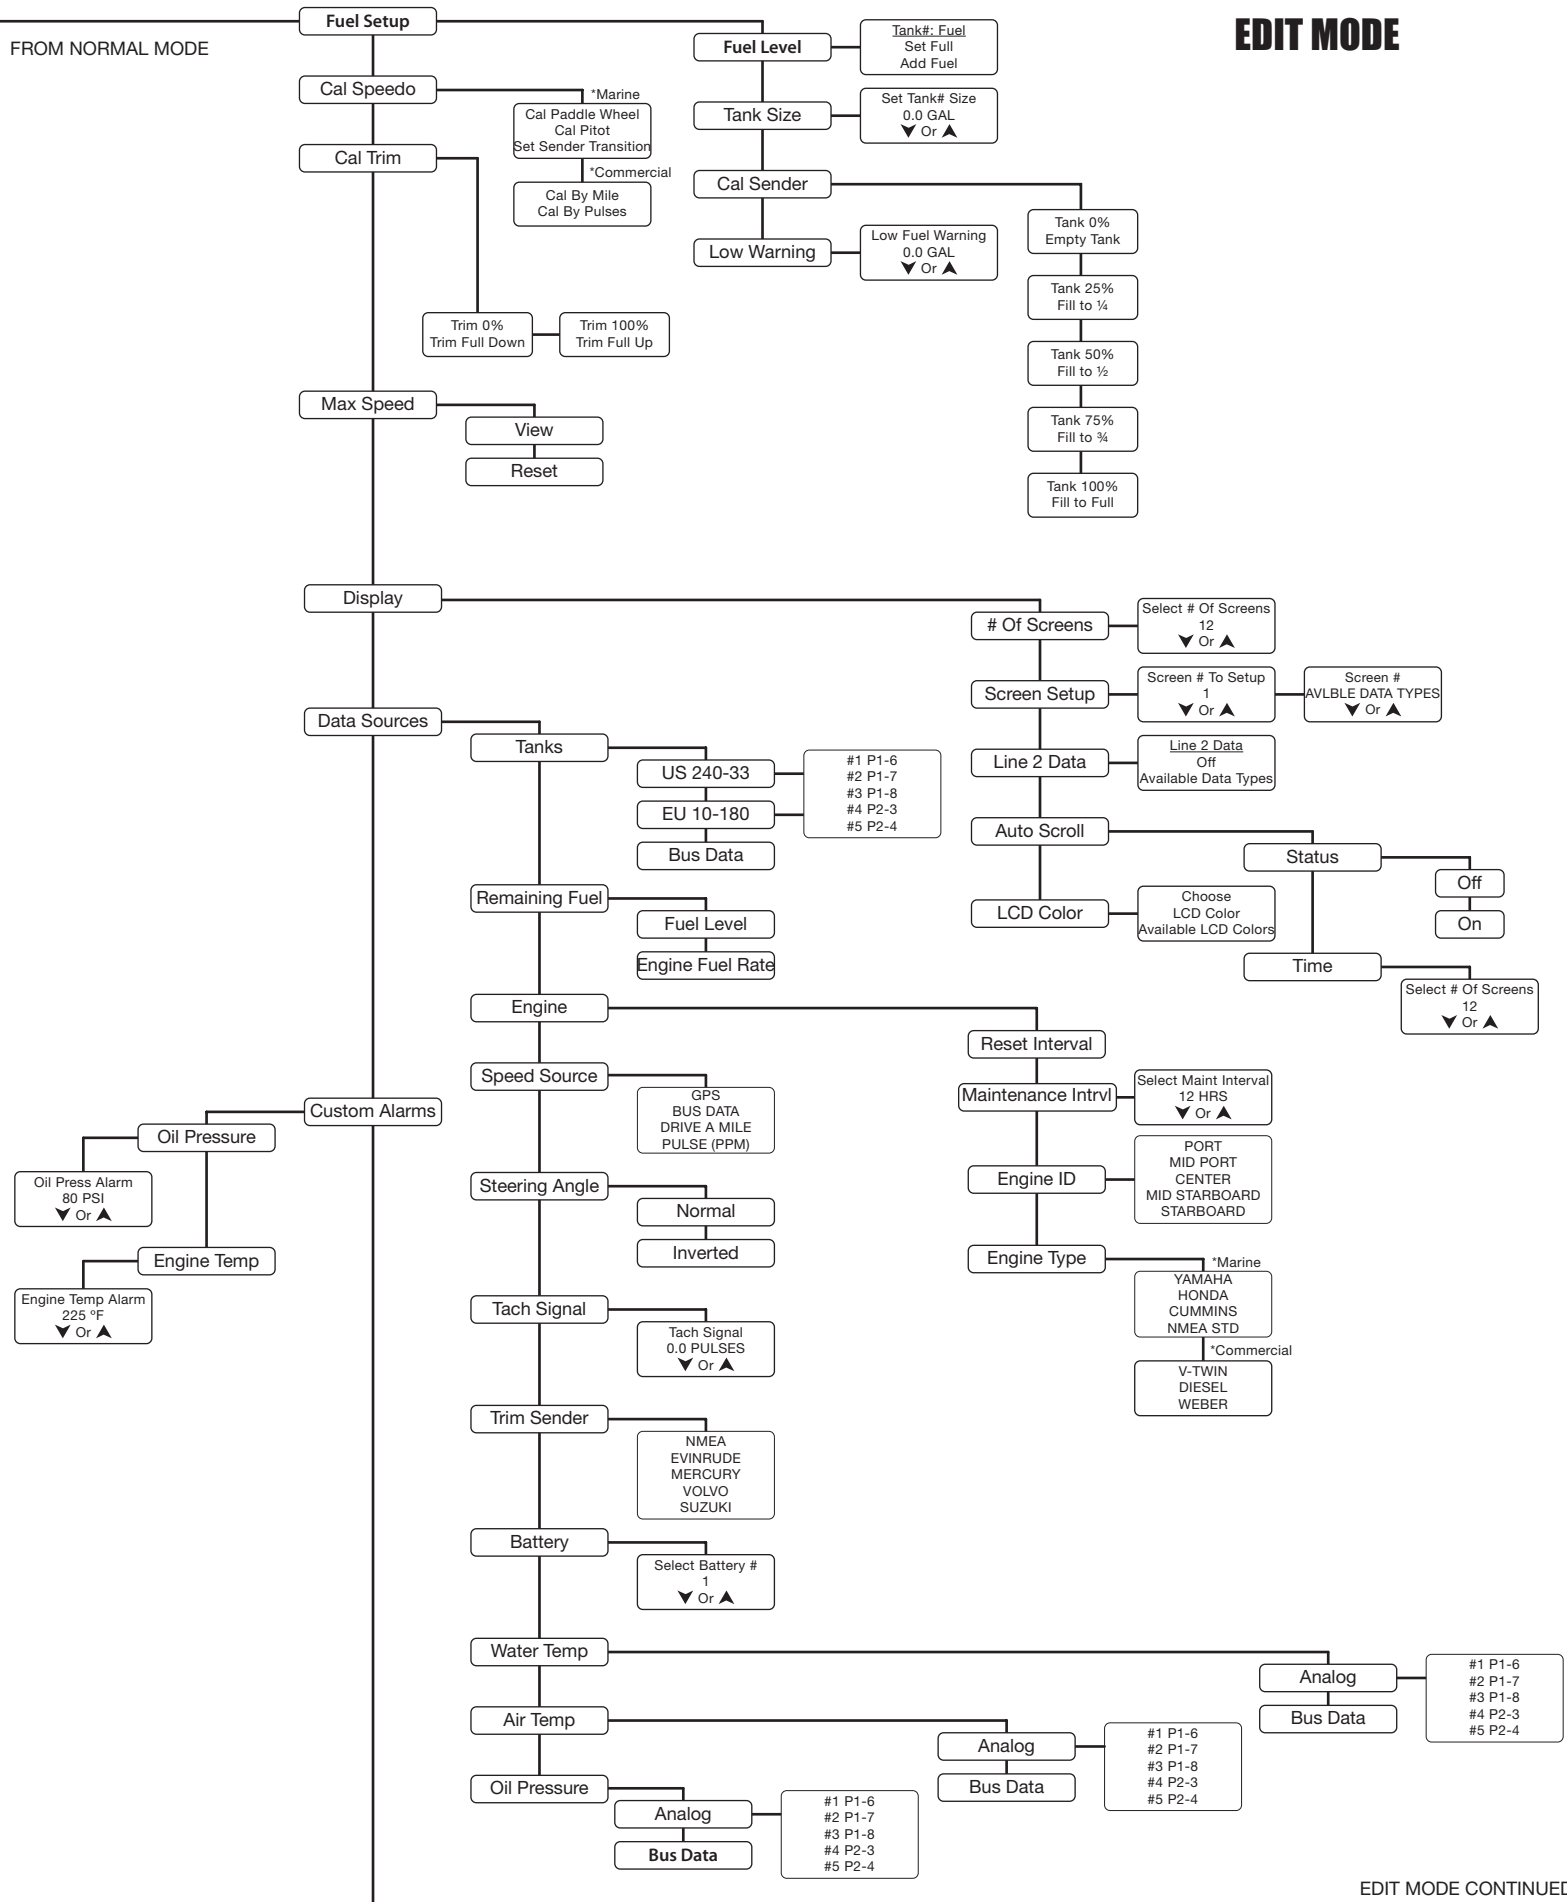 EDIT MODE
FROM NORMAL MODE
Fuel Setup
Fuel Level
Tank#: Fuel
Set Full
Add Fuel
Tank Size
Set Tank# Size
0.0 GAL
Or
Cal Sender
Tank 0%
Empty Tank
Tank 25%
Fill to ¼
Tank 50%
Fill to ½
Tank 75%
Fill to ¾
Tank 100%
Fill to Full
Low Warning
Low Fuel Warning
0.0 GAL
Or
Cal Speedo
*Marine
Cal Paddle Wheel
Cal Pitot
Set Sender Transition
*Commercial
Cal By Mile
Cal By Pulses
Cal Trim
Trim 0%
Trim Full Down
Trim 100%
Trim Full Up
Max Speed
View
Reset
Display
# Of Screens
Select # Of Screens
12
Or
Screen Setup
Screen # To Setup
1
Or
Screen #
AVLBLE DATA TYPES
Or
Line 2 Data
Line 2 Data
Off
Available Data Types
Auto Scroll
Status
Off
On
Time
Select # Of Screens
12
Or
LCD Color
Choose
LCD Color
Available LCD Colors
Data Sources
Tanks
US 240-33
EU 10-180
Bus Data
#1 P1-6
#2 P1-7
#3 P1-8
#4 P2-3
#5 P2-4
Remaining Fuel
Fuel Level
Engine Fuel Rate
Engine
Reset Interval
Maintenance Intrvl
Select Maint Interval
12 HRS
Or
Engine ID
PORT
MID PORT
CENTER
MID STARBOARD
STARBOARD
Engine Type
*Marine
YAMAHA
HONDA
CUMMINS
NMEA STD
*Commercial
V-TWIN
DIESEL
WEBER
Speed Source
GPS
BUS DATA
DRIVE A MILE
PULSE (PPM)
Steering Angle
Normal
Inverted
Tach Signal
Tach Signal
0.0 PULSES
Or
Trim Sender
NMEA
EVINRUDE
MERCURY
VOLVO
SUZUKI
Battery
Select Battery #
1
Or
Water Temp
Analog
Bus Data
#1 P1-6
#2 P1-7
#3 P1-8
#4 P2-3
#5 P2-4
Air Temp
Analog
Bus Data
#1 P1-6
#2 P1-7
#3 P1-8
#4 P2-3
#5 P2-4
Oil Pressure
Analog
Bus Data
#1 P1-6
#2 P1-7
#3 P1-8
#4 P2-3
#5 P2-4
Custom Alarms
Oil Pressure
Oil Press Alarm
80 PSI
Or
Engine Temp
Engine Temp Alarm
225 ºF
Or
EDIT MODE CONTINUED